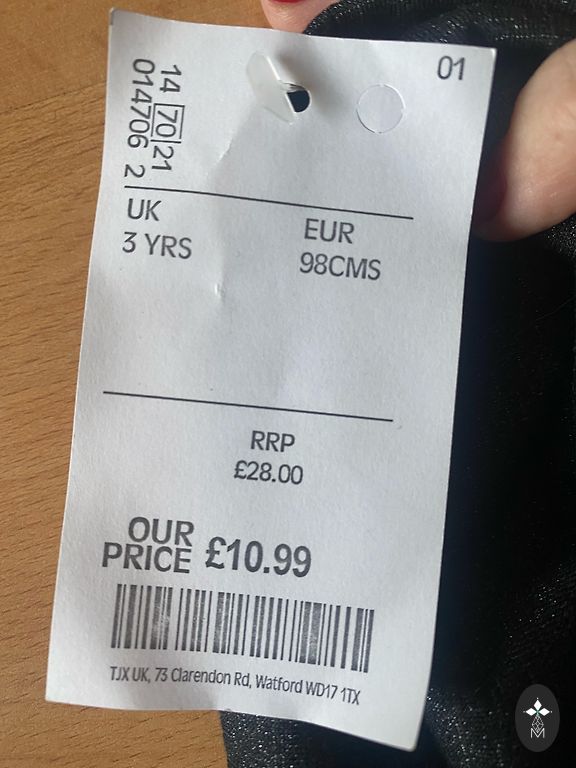 01
14 70 21
014706 2
UK
3 YRS
EUR
98CMS
RRP
£28.00
OUR
PRICE £10.99
TJX UK, 73 Clarendon Rd, Watford WD17 1TX
M